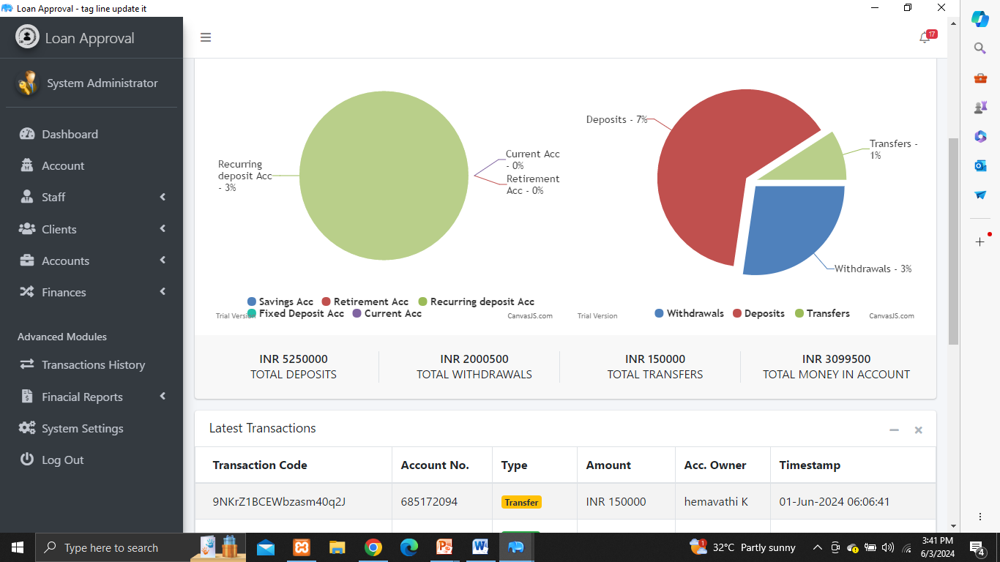 Loan Approval - tag line update it
Loan Approval
17
System Administrator
Dashboard
Account
Staff
Clients
Accounts
Finances
Advanced Modules
Transactions History
Finacial Reports
System Settings
Log Out
Recurring
deposit Acc
- 3%
Current Acc
- 0%
Retirement
Acc - 0%
Savings Acc Retirement Acc Recurring deposit Acc
Fixed Deposit Acc Current Acc
Trial Version
CanvasJS.com
Deposits - 7%
Transfers -
1%
Withdrawals - 3%
Withdrawals Deposits Transfers
Trial Version
CanvasJS.com
INR 5250000
TOTAL DEPOSITS
INR 2000500
TOTAL WITHDRAWALS
INR 150000
TOTAL TRANSFERS
INR 3099500
TOTAL MONEY IN ACCOUNT
Latest Transactions
Transaction Code Account No. Type Amount Acc. Owner Timestamp
9NKrZ1BCEWbzasm40q2J 685172094 Transfer INR 150000 hemavathi K 01-Jun-2024 06:06:41
Type here to search
1
32°C Partly sunny
3:41 PM
6/3/2024
4